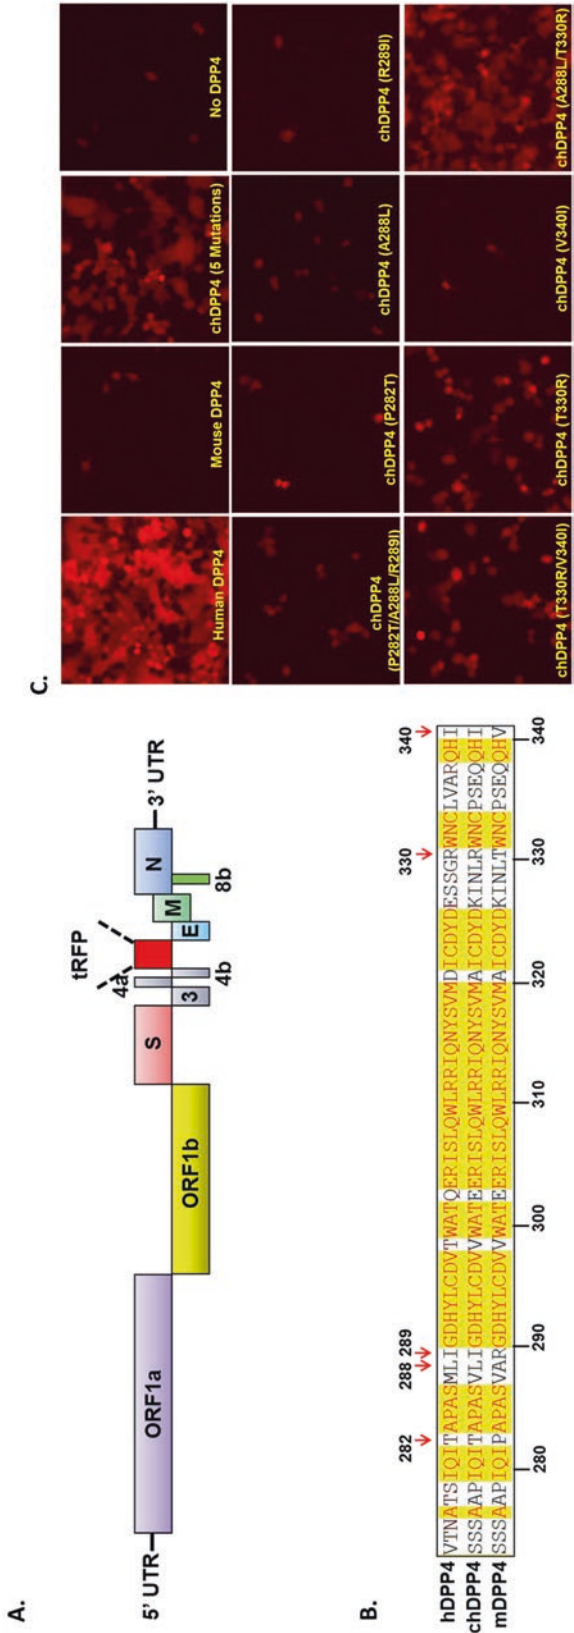 A.
5' UTR
ORF1a
ORF1b
S
3
4a
4b
tRFP
E
M
N
8b
3' UTR
B.
282 288 289 330 340
hDPP4 VTNATSIQITAPASMLIGDHYLCDVTWATQERISLQWLRRIQNYSVMDICDYDESSGRWNCLVARQHI
chDPP4 SSSAAPIQITAPASVLIGDHYLCDVVWATEERISLQWLRRIQNYSVMAICDYDKINLRWNCPSEQQHI
mDPP4 SSSAAPIQIPAPASVARGDHYLCDVVWATEERISLQWLRRIQNYSVMAICDYDKINLTWNCPSEQQHV
280 290 300 310 320 330 340
C.
Human DPP4
Mouse DPP4
chDPP4 (5 Mutations)
No DPP4
chDPP4
(P282T/A288L/R289I)
chDPP4 (P282T)
chDPP4 (A288L)
chDPP4 (R289I)
chDPP4 (T330R/V340I)
chDPP4 (T330R)
chDPP4 (V340I)
chDPP4 (A288L/T330R)